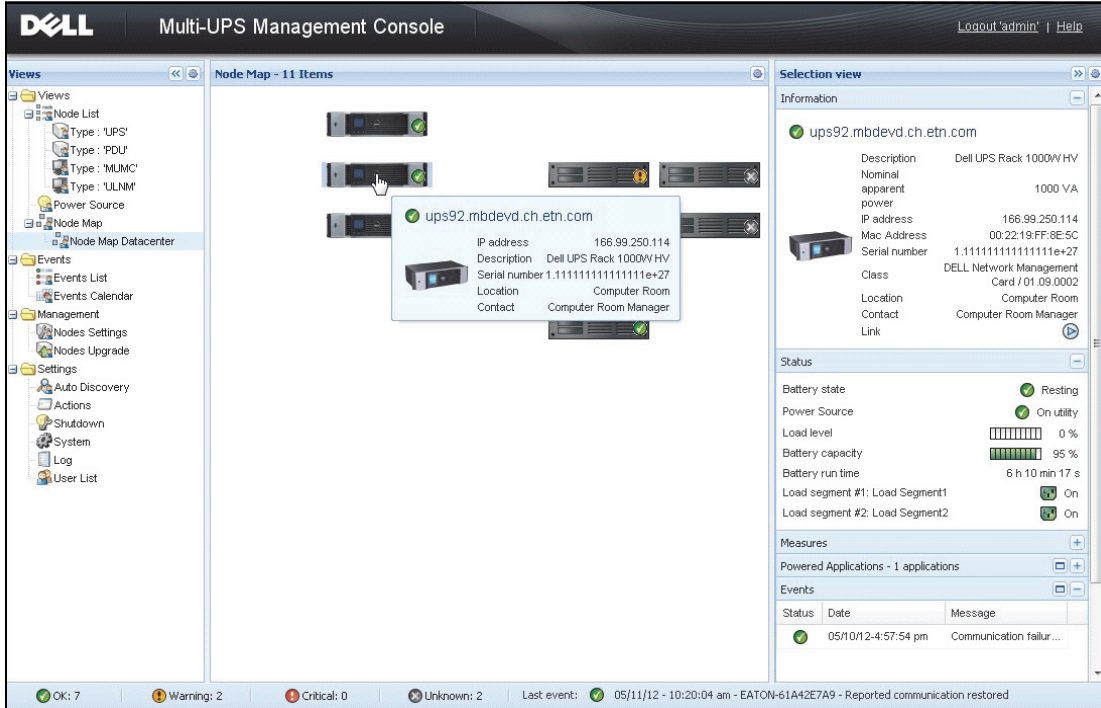 DELL
Multi-UPS Management Console
Logout 'admin' | Help
Views
Views
Node List
Type : 'UPS'
Type : 'PDU'
Type : 'MUMC'
Type : 'ULNM'
Power Source
Node Map
Node Map Datacenter
Events
Events List
Events Calendar
Management
Nodes Settings
Nodes Upgrade
Settings
Auto Discovery
Actions
Shutdown
System
Log
User List
Node Map - 11 Items
ups92.mbdevd.ch.etn.com
IP address 166.99.250.114
Description Dell UPS Rack 1000W HV
Serial number 1.111111111111111e+27
Location Computer Room
Contact Computer Room Manager
Selection view
Information
ups92.mbdevd.ch.etn.com
Description Dell UPS Rack 1000W HV
Nominal
apparent 1000 VA
power
IP address 166.99.250.114
Mac Address 00:22:19:FF:8E:5C
Serial number 1.111111111111111e+27
Class DELL Network Management
Card / 01.09.0002
Location Computer Room
Contact Computer Room Manager
Link
Status
Battery state Resting
Power Source On utility
Load level 0 %
Battery capacity 95 %
Battery run time 6 h 10 min 17 s
Load segment #1: Load Segment1 On
Load segment #2: Load Segment2 On
Measures
Powered Applications - 1 applications
Events
Status Date Message
05/10/12-4:57:54 pm Communication failur...
OK: 7 Warning: 2 Critical: 0 Unknown: 2 Last event: 05/11/12 - 10:20:04 am - EATON-61A42E7A9 - Reported communication restored